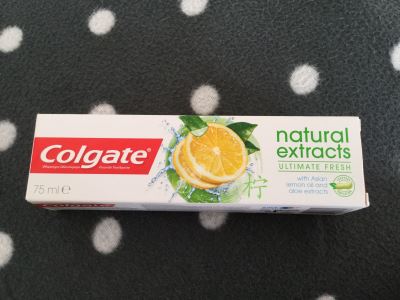 Colgate®
75 ml e
柠
natural
extracts
ULTIMATE FRESH
with Asian
lemon oil and
aloe extracts